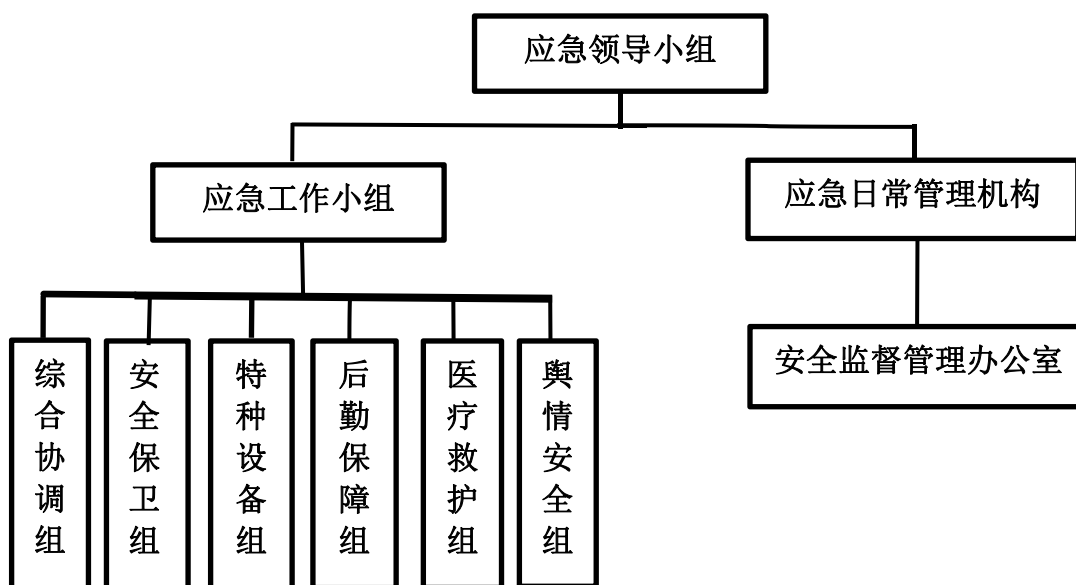 应急领导小组
应急工作小组
应急日常管理机构
安全监督管理办公室
综合协调组
安全保卫组
特种设备组
后勤保障组
医疗救护组
舆情安全组